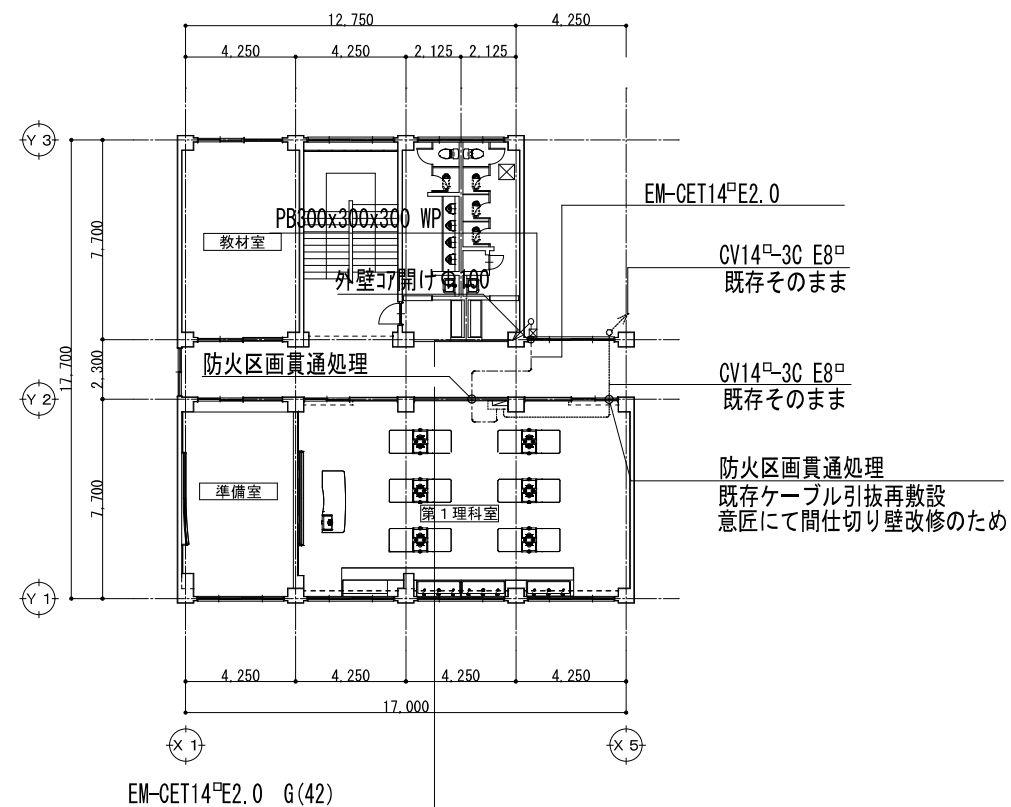 12,750
4,250
4,250
4,250
2,125
2,125
Y 3
EM-CET14□E2.0
PB300x300x300 WP
教材室
7,700
CV14□-3C E8□
既存そのまま
外壁コア開けΦ100
17,700
2,300
防火区画貫通処理
CV14□-3C E8□
既存そのまま
Y 2
防火区画貫通処理
既存ケーブル引抜再敷設
意匠にて間仕切り壁改修のため
準備室
第1理科室
7,700
Y 1
4,250
4,250
4,250
4,250
17,000
X 1
X 5
EM-CET14□E2.0 G(42)